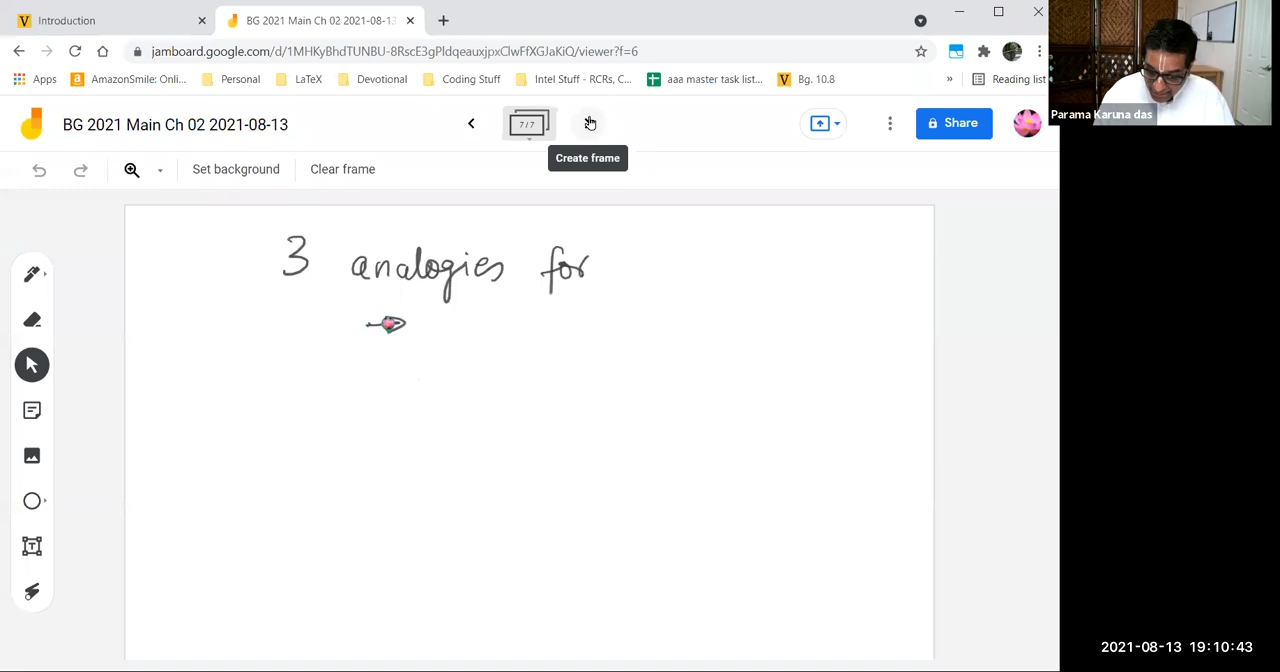 Introduction
BG 2021 Main Ch 02 2021-08-13
jamboard.google.com/d/1MHKyBhdTUNBU-8RscE3gPldqeauxjpxClwFfXGJaKiQ/viewer?f=6
Apps
AmazonSmile: Onli...
Personal
LaTeX
Devotional
Coding Stuff
Intel Stuff - RCRs, C...
aaa master task list...
Bg. 10.8
»
Reading list
Parama Karuna das
BG 2021 Main Ch 02 2021-08-13
7/7
Share
Create frame
Set background
Clear frame
3 analogies for
2021-08-13 19:10:43